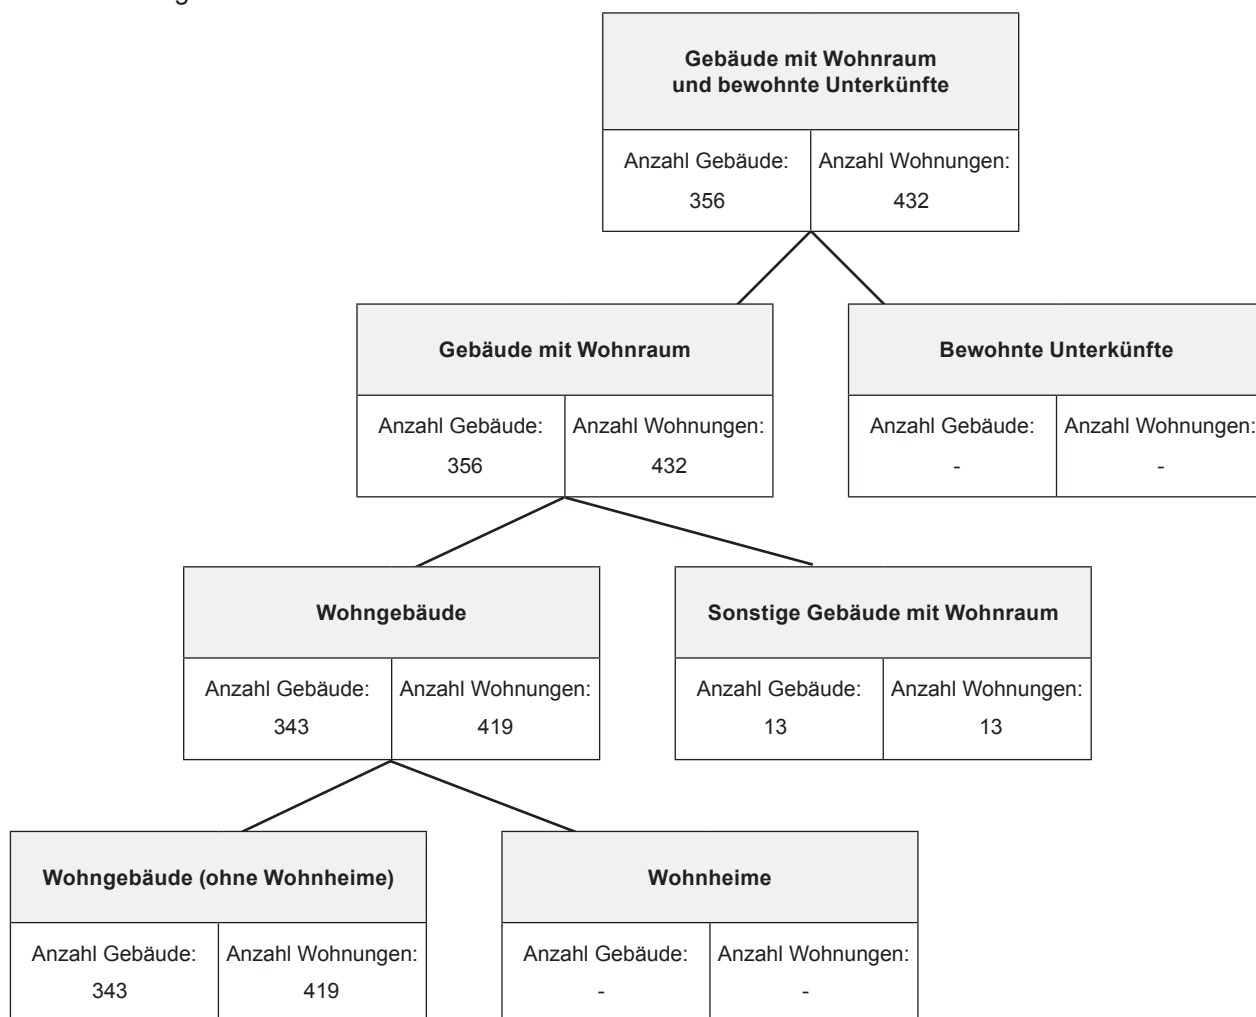 Gebäude mit Wohnraum
und bewohnte Unterkünfte
Anzahl Gebäude: Anzahl Wohnungen:
356 432
Gebäude mit Wohnraum
Bewohnte Unterkünfte
Anzahl Gebäude: Anzahl Wohnungen:
356 432
Anzahl Gebäude: Anzahl Wohnungen:
- -
Wohngebäude
Sonstige Gebäude mit Wohnraum
Anzahl Gebäude: Anzahl Wohnungen:
343 419
Anzahl Gebäude: Anzahl Wohnungen:
13 13
Wohngebäude (ohne Wohnheime)
Wohnheime
Anzahl Gebäude: Anzahl Wohnungen:
343 419
Anzahl Gebäude: Anzahl Wohnungen:
- -